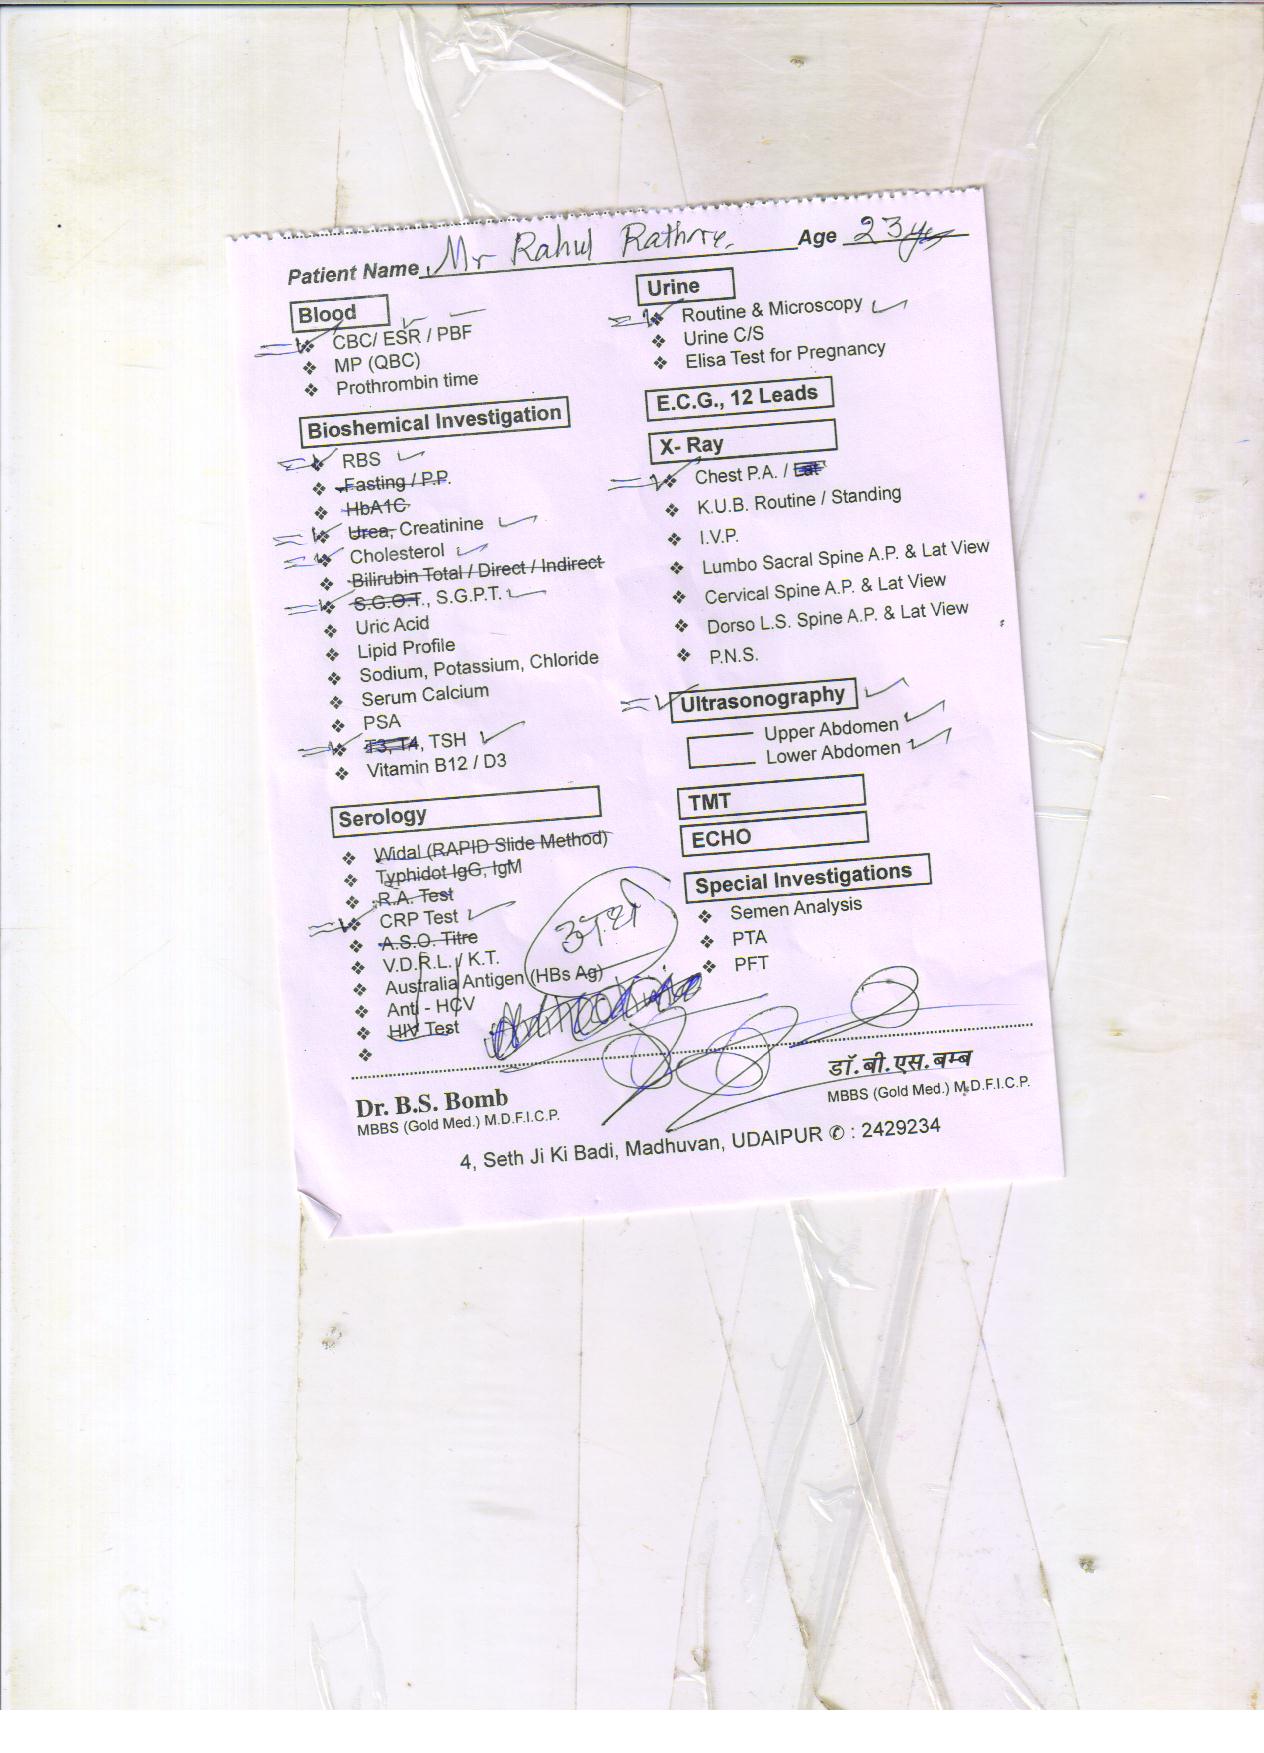 Patient Name Mr Rahul Age 23 yrs
Blood
CBC/ ESR / PBF
MP (QBC)
Prothrombin time
Bioshemical Investigation
RBS
Fasting / P.P.
HbA1C
Urea, Creatinine
Cholesterol
Bilirubin Total / Direct / Indirect
S.G.O.T., S.G.P.T.
Uric Acid
Lipid Profile
Sodium, Potassium, Chloride
Serum Calcium
PSA
T3, T4, TSH
Vitamin B12 / D3
Serology
Widal (RAPID Slide Method)
Typhidot IgG, IgM
R.A. Test
CRP Test
A.S.O. Titre
V.D.R.L. / K.T.
Australia Antigen (HBs Ag)
Anti - HCV
HIV Test
Urine
Routine & Microscopy
Urine C/S
Elisa Test for Pregnancy
E.C.G., 12 Leads
X- Ray
Chest P.A. / Lat
K.U.B. Routine / Standing
I.V.P.
Lumbo Sacral Spine A.P. & Lat View
Cervical Spine A.P. & Lat View
Dorso L.S. Spine A.P. & Lat View
P.N.S.
Ultrasonography
Upper Abdomen
Lower Abdomen
TMT
ECHO
Special Investigations
Semen Analysis
PTA
PFT
Dr. B.S. Bomb
MBBS (Gold Med.) M.D.F.I.C.P.
डॉ. बी. एस. बम्ब
MBBS (Gold Med.) M.D.F.I.C.P.
4, Seth Ji Ki Badi, Madhuvan, UDAIPUR ✆ : 2429234